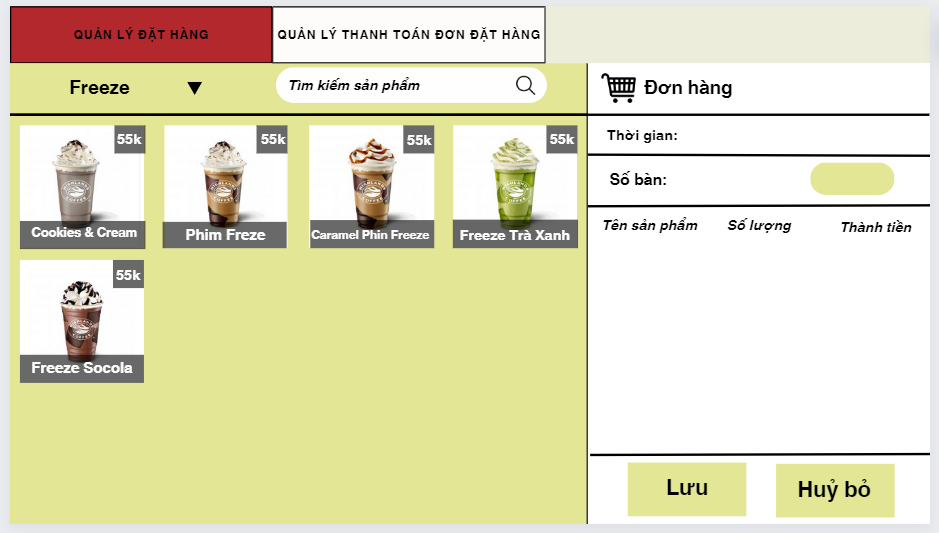 QUẢN LÝ ĐẶT HÀNG
QUẢN LÝ THANH TOÁN ĐƠN ĐẶT HÀNG
Freeze ▼
Tìm kiếm sản phẩm
Đơn hàng
Thời gian:
Số bàn:
Tên sản phẩm Số lượng Thành tiền
55k
Cookies & Cream
55k
Phim Freze
55k
Caramel Phin Freeze
55k
Freeze Trà Xanh
55k
Freeze Socola
Lưu
Huỷ bỏ